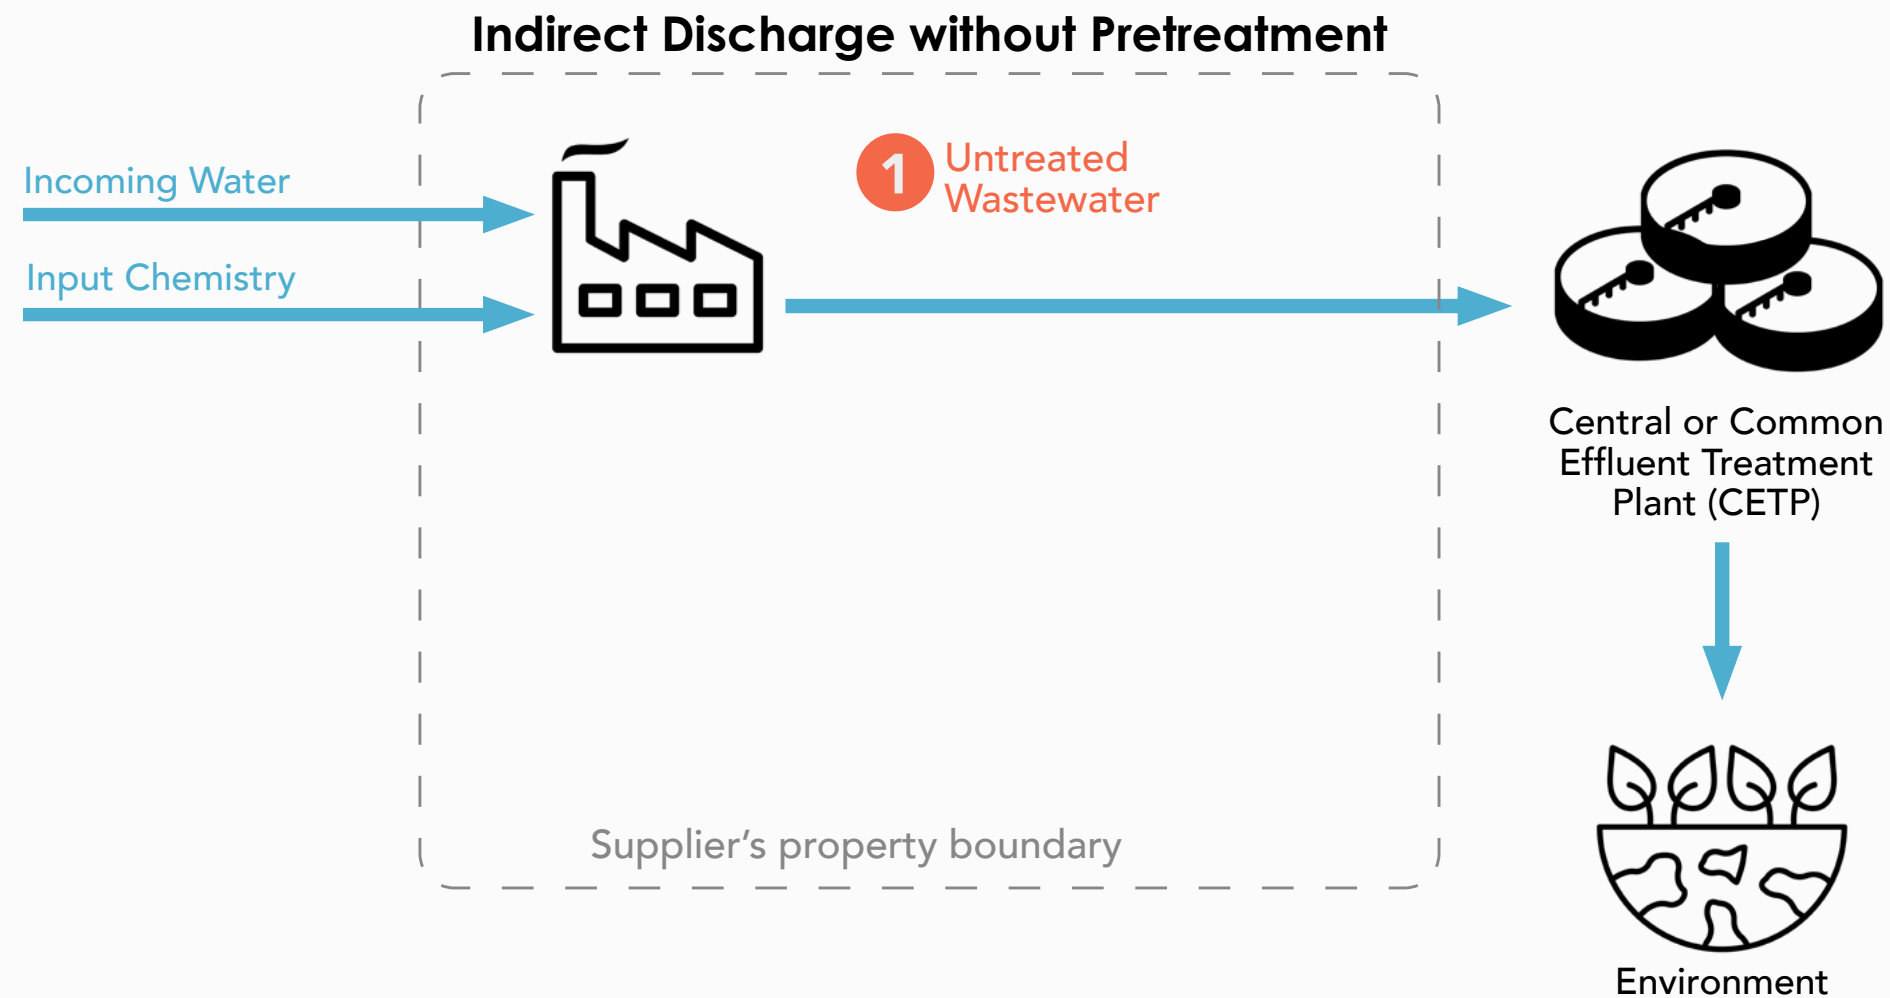 Indirect Discharge without Pretreatment
Incoming Water
Input Chemistry
1
Untreated
Wastewater
Central or Common
Effluent Treatment
Plant (CETP)
Supplier’s property boundary
Environment